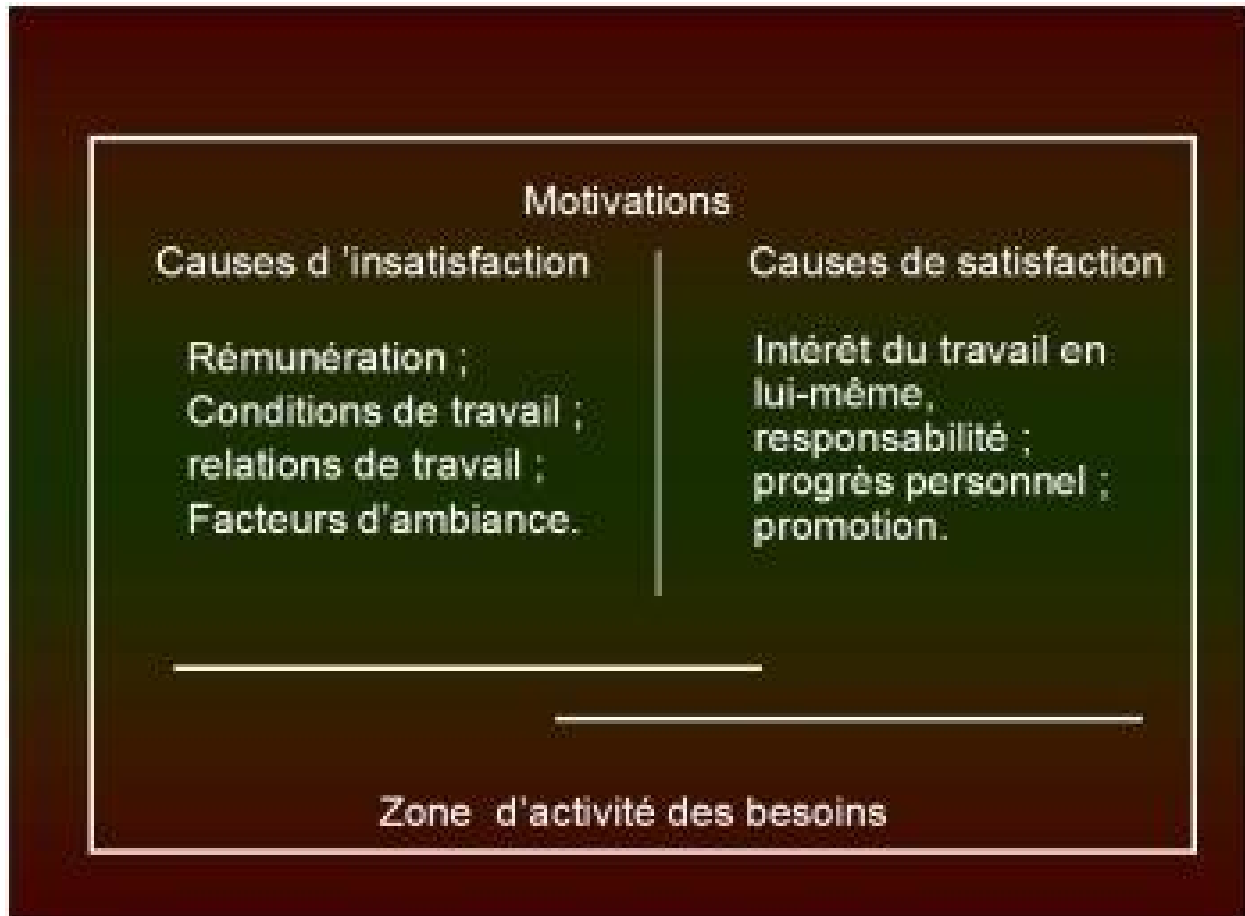 Motivations
Causes d 'insatisfaction
Rémunération ;
Conditions de travail ;
relations de travail ;
Facteurs d'ambiance.
Causes de satisfaction
Intérêt du travail en
lui-même,
responsabilité ;
progrès personnel ;
promotion.
Zone d'activité des besoins